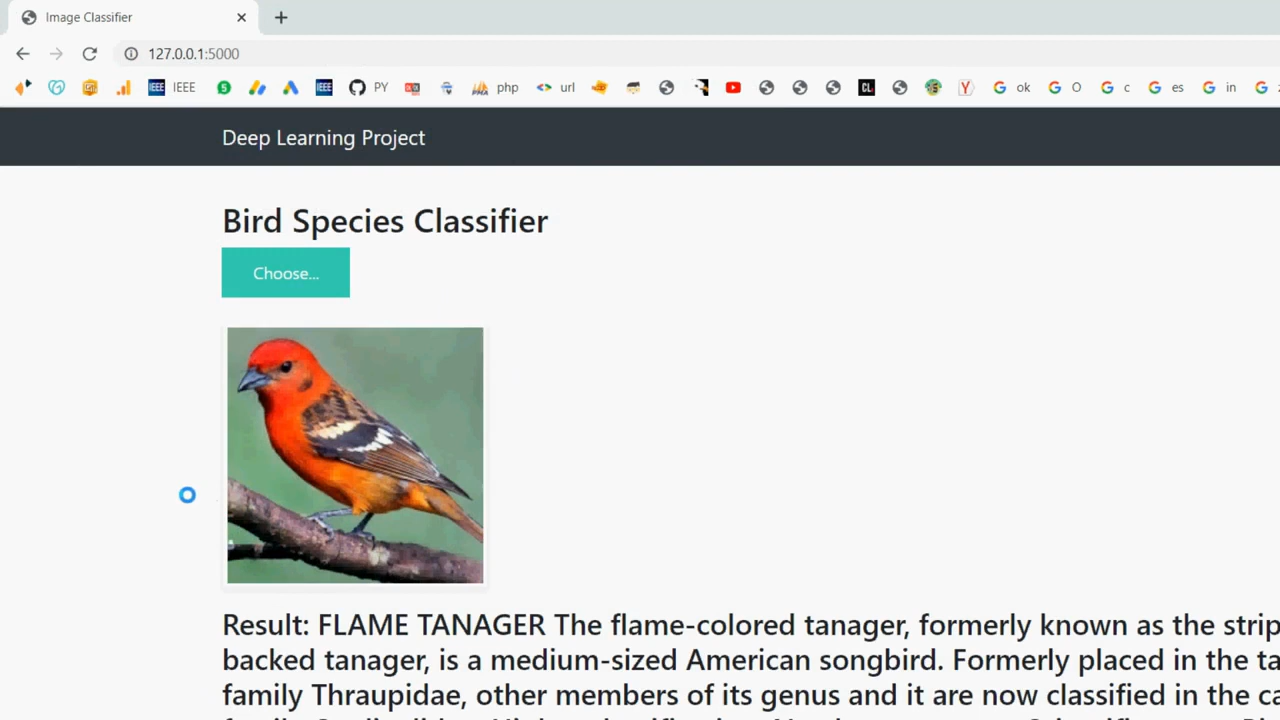 Image Classifier
127.0.0.1:5000
IEEE PY php url ok O c es in
Deep Learning Project
Bird Species Classifier
Choose...
Result: FLAME TANAGER The flame-colored tanager, formerly known as the strip
backed tanager, is a medium-sized American songbird. Formerly placed in the ta
family Thraupidae, other members of its genus and it are now classified in the ca